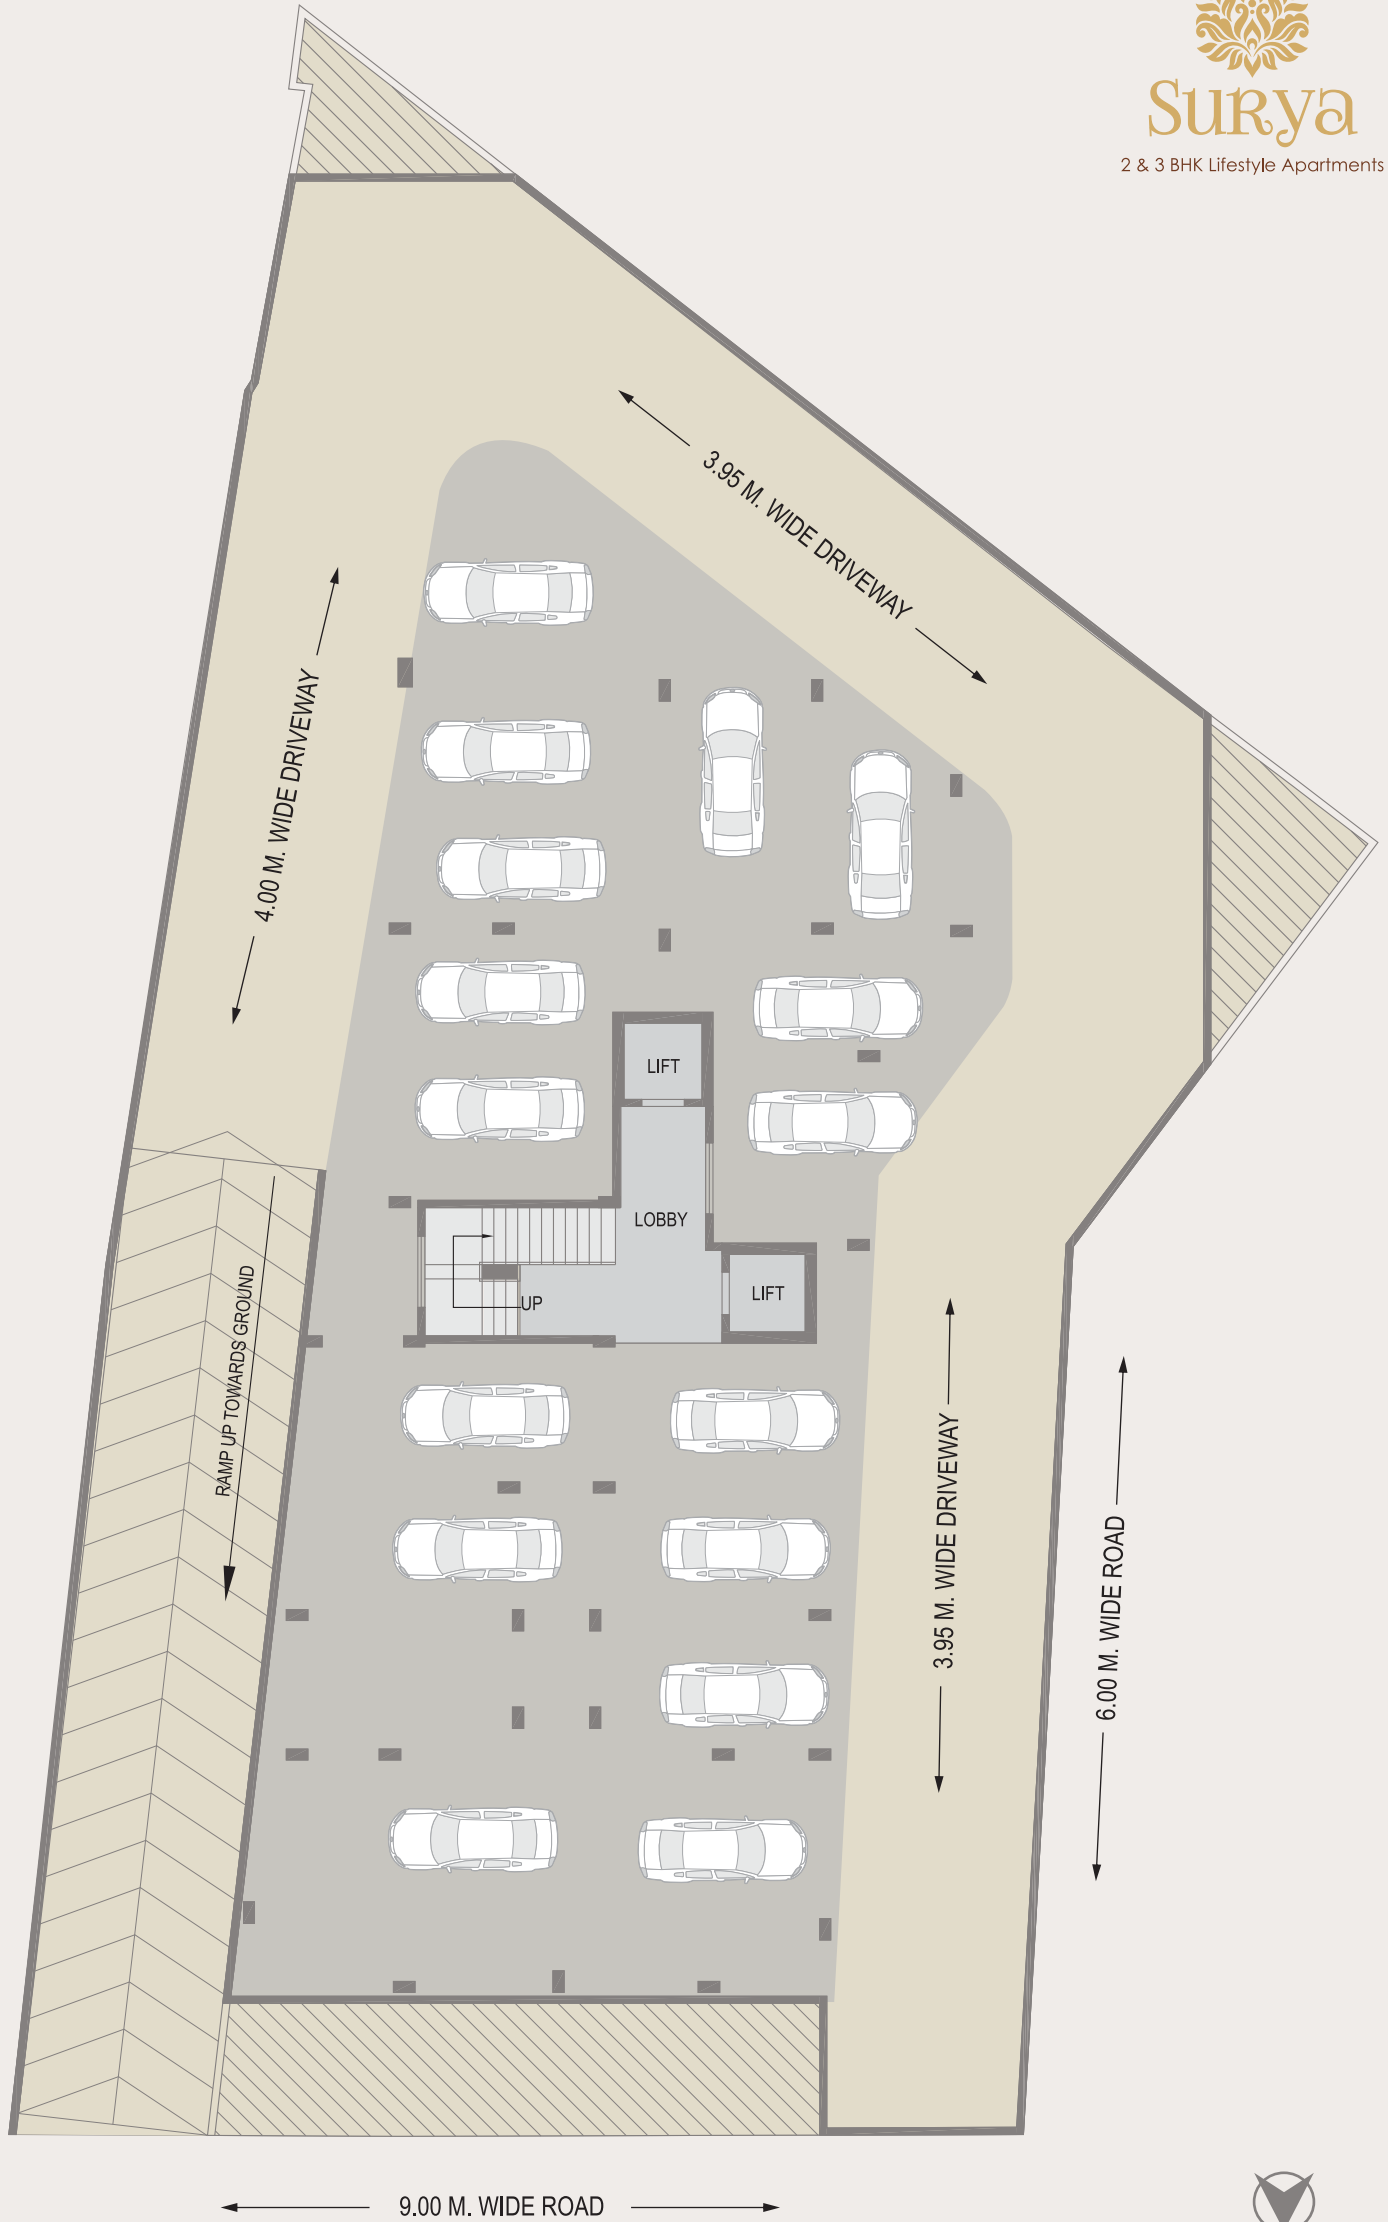 SURya
2 & 3 BHK Lifestyle Apartments
3.95 M. WIDE DRIVEWAY
4.00 M. WIDE DRIVEWAY
LIFT
LOBBY
LIFT
UP
RAMP UP TOWARDS GROUND
3.95 M. WIDE DRIVEWAY
6.00 M. WIDE ROAD
9.00 M. WIDE ROAD